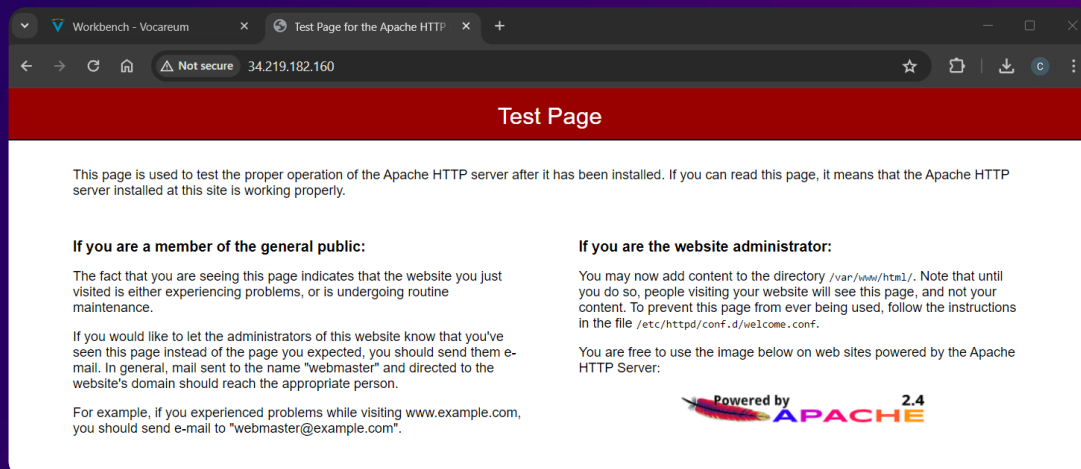 Workbench - Vocareum
Test Page for the Apache HTTP
Not secure
34.219.182.160
C
Test Page
This page is used to test the proper operation of the Apache HTTP server after it has been installed. If you can read this page, it means that the Apache HTTP
server installed at this site is working properly.
If you are a member of the general public:
The fact that you are seeing this page indicates that the website you just
visited is either experiencing problems, or is undergoing routine
maintenance.
If you would like to let the administrators of this website know that you've
seen this page instead of the page you expected, you should send them e-
mail. In general, mail sent to the name "webmaster" and directed to the
website's domain should reach the appropriate person.
For example, if you experienced problems while visiting www.example.com,
you should send e-mail to "webmaster@example.com".
If you are the website administrator:
You may now add content to the directory /var/www/html/. Note that until
you do so, people visiting your website will see this page, and not your
content. To prevent this page from ever being used, follow the instructions
in the file /etc/httpd/conf.d/welcome.conf.
You are free to use the image below on web sites powered by the Apache
HTTP Server:
Powered by 2.4
APACHE